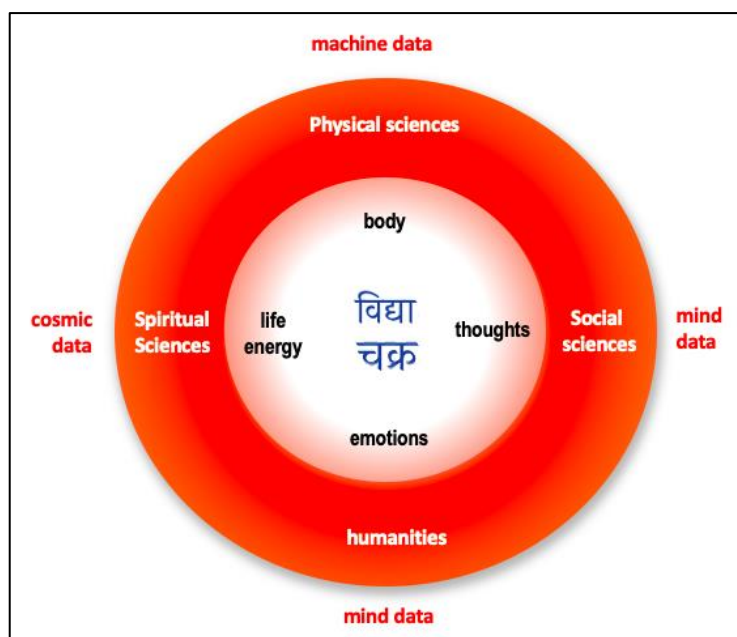 machine data
Physical sciences
body
cosmic
data
Spiritual
Sciences
life
energy
विद्या
चक्र
thoughts
Social
sciences
mind
data
emotions
humanities
mind data